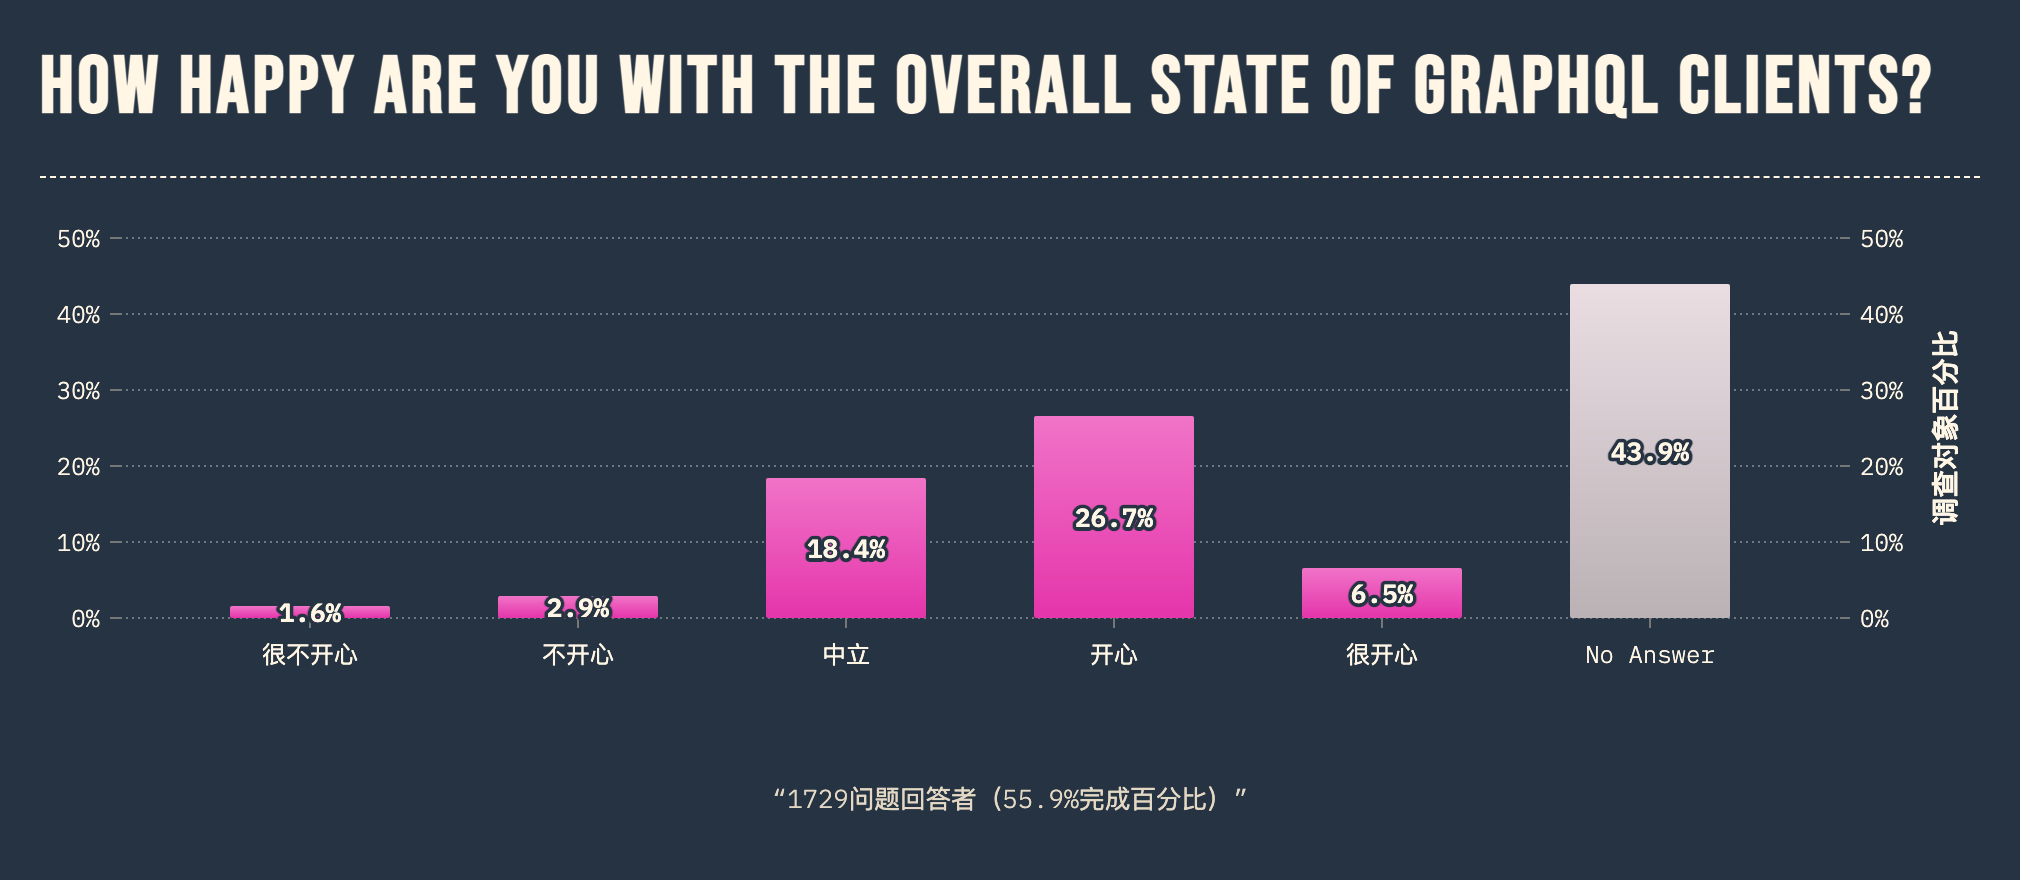 HOW HAPPY ARE YOU WITH THE OVERALL STATE OF GRAPHQL CLIENTS?
50%
50%
40%
40%
30%
30%
20%
20%
10%
10%
0%
0%
调查对象百分比
1.6%
2.9%
18.4%
26.7%
6.5%
43.9%
很不开心
不开心
中立
开心
很开心
No Answer
“1729问题回答者（55.9%完成百分比）”